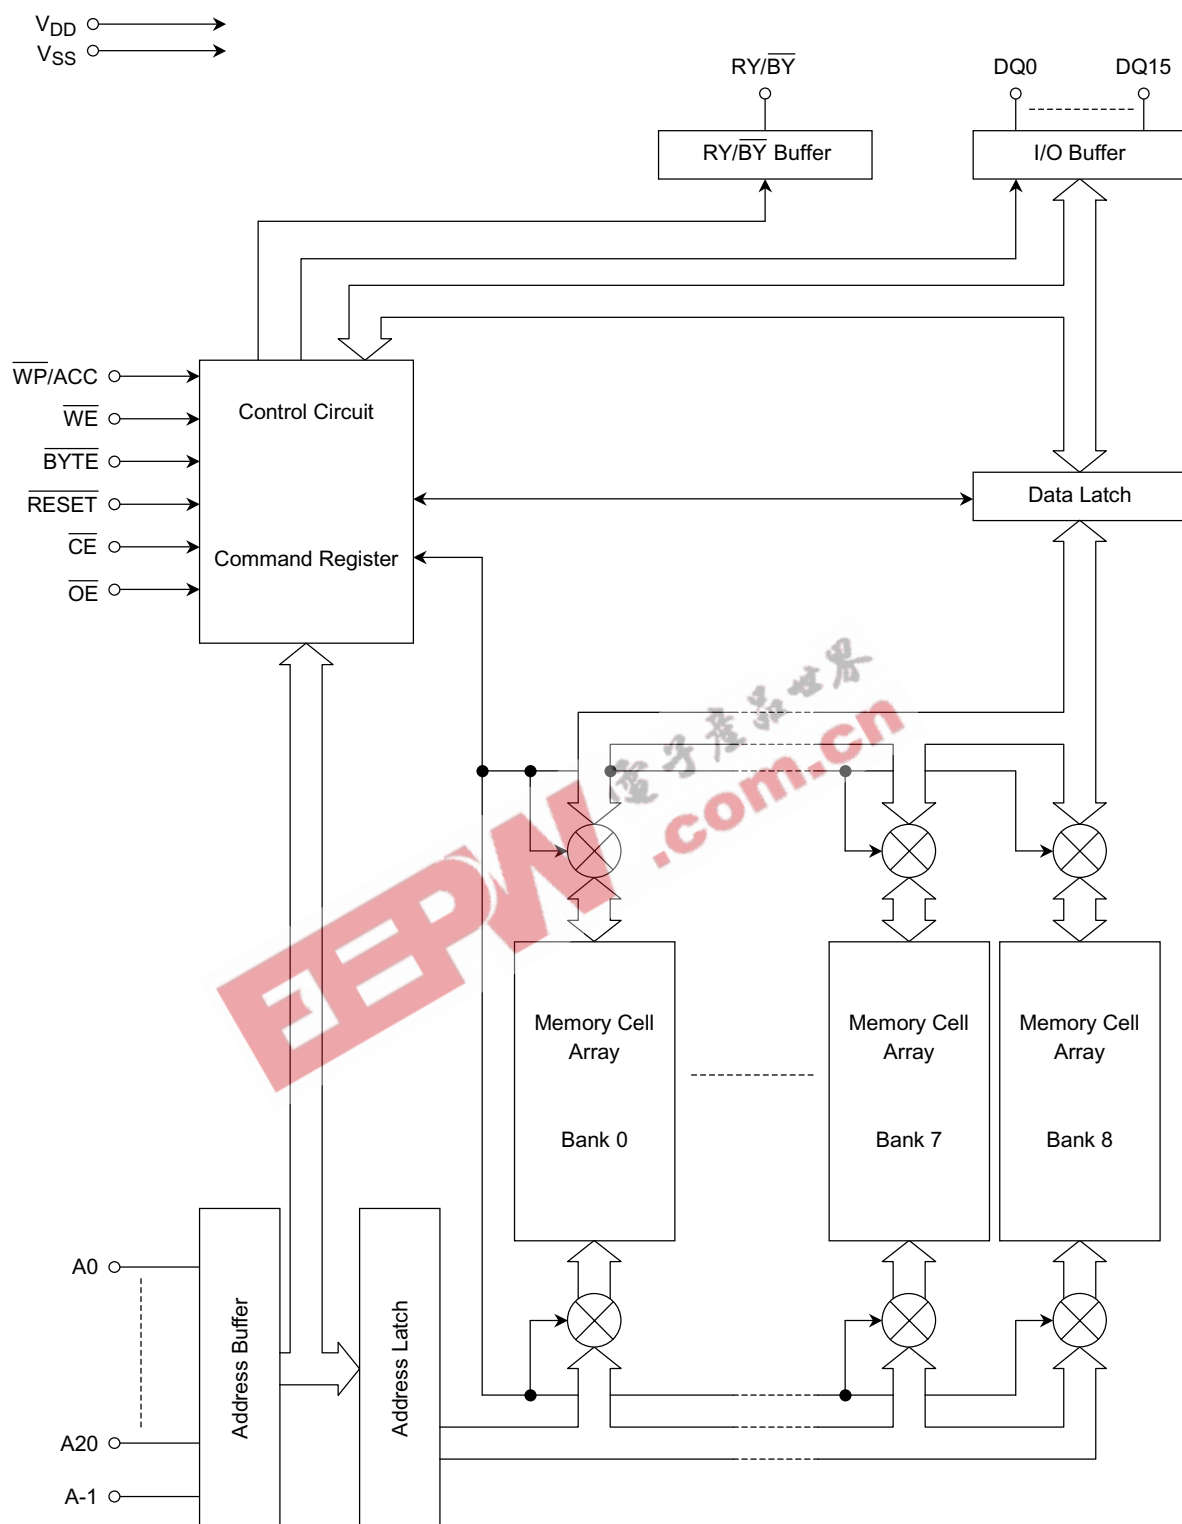 VDD
VSS
RY/BY
DQ0
DQ15
RY/BY Buffer
I/O Buffer
WP/ACC
WE
BYTE
RESET
CE
OE
Control Circuit
Command Register
Data Latch
電子產品世界
EEPW.com.cn
Memory Cell
Array
Bank 0
Memory Cell
Array
Bank 7
Memory Cell
Array
Bank 8
A0
A20
A-1
Address Buffer
Address Latch